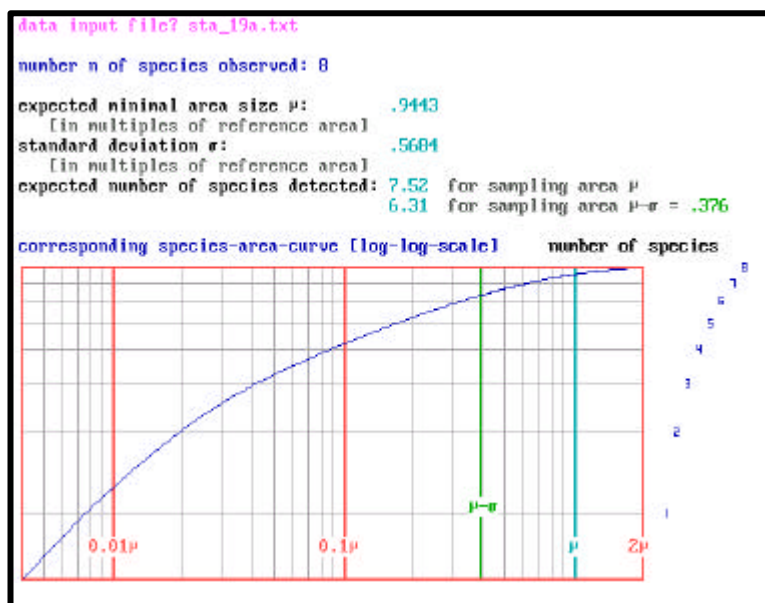 data input file? sta_19a.txt
number n of species observed: 8
expected minimal area size μ: .9443
[in multiples of reference area]
standard deviation σ: .5684
[in multiples of reference area]
expected number of species detected: 7.52 for sampling area μ
6.31 for sampling area μ-σ = .376
corresponding species-area-curve [log-log-scale] number of species
8
7
6
5
4
3
2
1
μ-σ
0.01μ 0.1μ μ 2μ